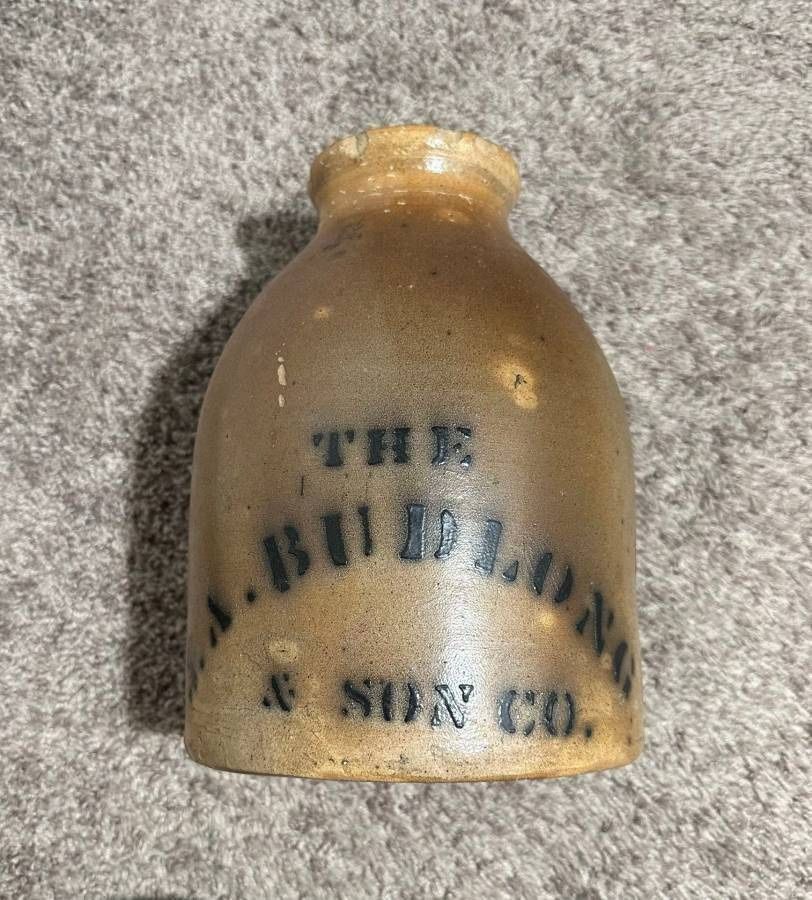 THE
A. BUDLONG
& SON CO.